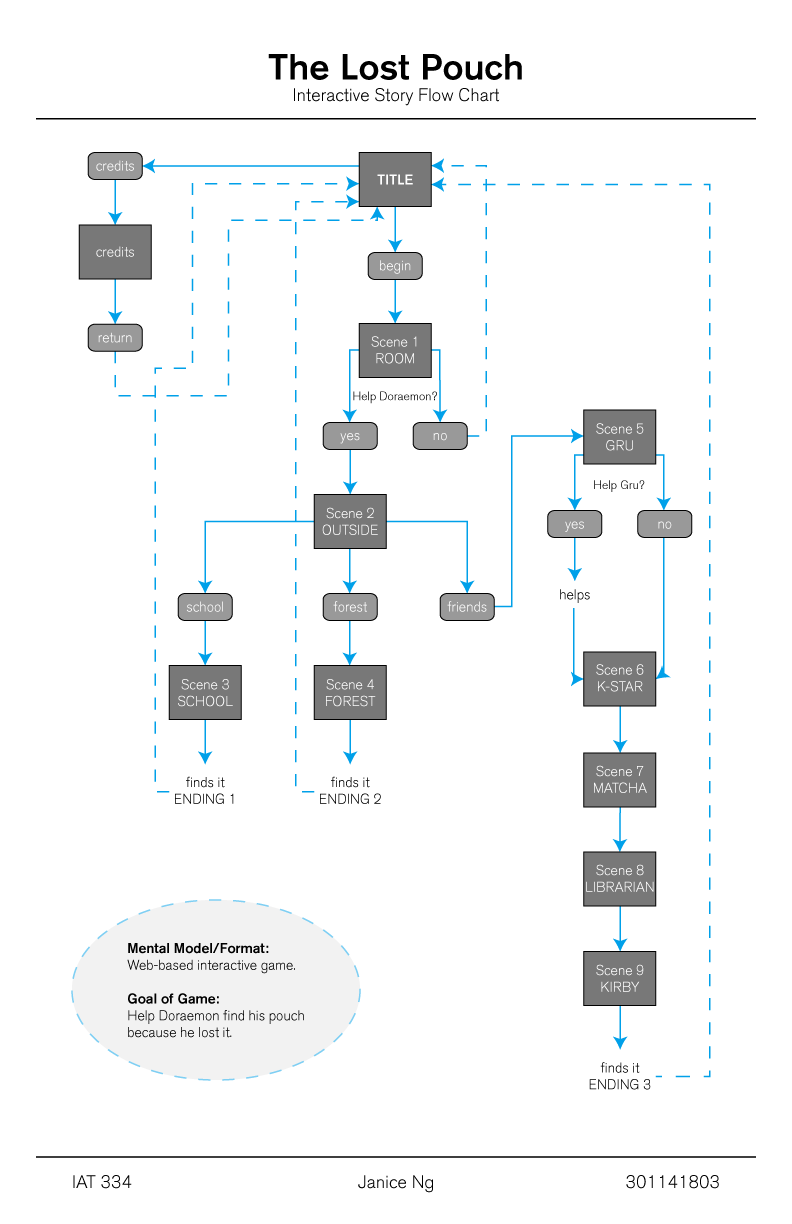 The Lost Pouch
Interactive Story Flow Chart
credits
TITLE
credits
begin
return
Scene 1
ROOM
Help Doraemon?
yes
no
Scene 5
GRU
Help Gru?
yes
no
Scene 2
OUTSIDE
helps
school
forest
friends
Scene 3
SCHOOL
Scene 4
FOREST
Scene 6
K-STAR
finds it
ENDING 1
finds it
ENDING 2
Scene 7
MATCHA
Scene 8
LIBRARIAN
Scene 9
KIRBY
finds it
ENDING 3
Mental Model/Format:
Web-based interactive game.
Goal of Game:
Help Doraemon find his pouch
because he lost it.
IAT 334
Janice Ng
301141803